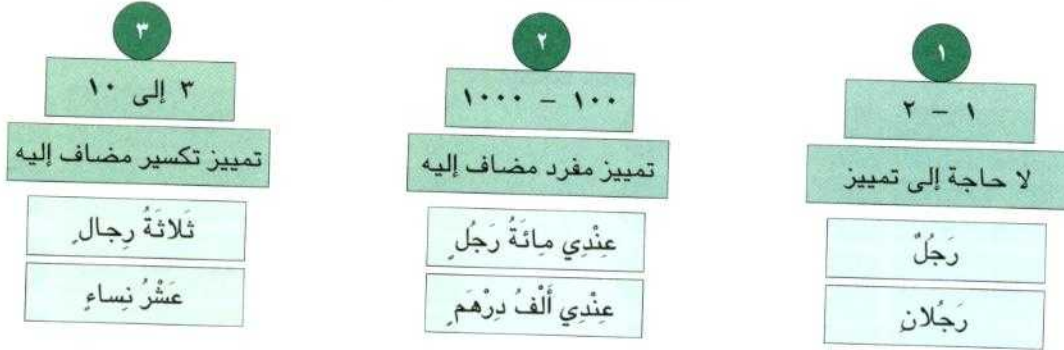 ١
١ – ٢
لا حاجة إلى تمييز
رَجُلٌ
رَجُلانِ
٢
١٠٠ – ١٠٠٠
تمييز مفرد مضاف إليه
عِنْدِي مائَةُ رَجُلٍ
عِنْدِي أَلْفُ دِرْهَمٍ
٣
٣ إلى ١٠
تمييز تكسير مضاف إليه
ثَلاثَةُ رِجالٍ
عَشْرُ نِساءٍ